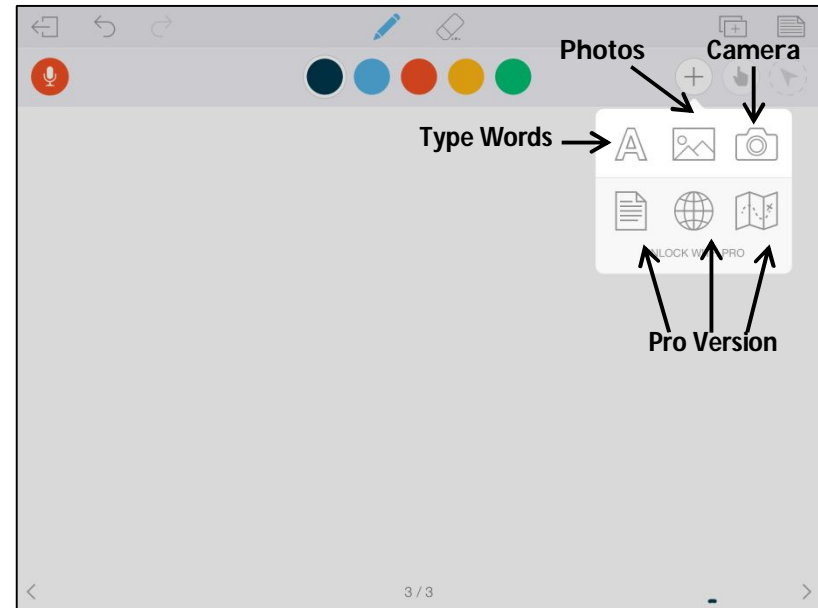 Photos Camera
Type Words
A
UNLOCK WITH PRO
Pro Version
3 / 3